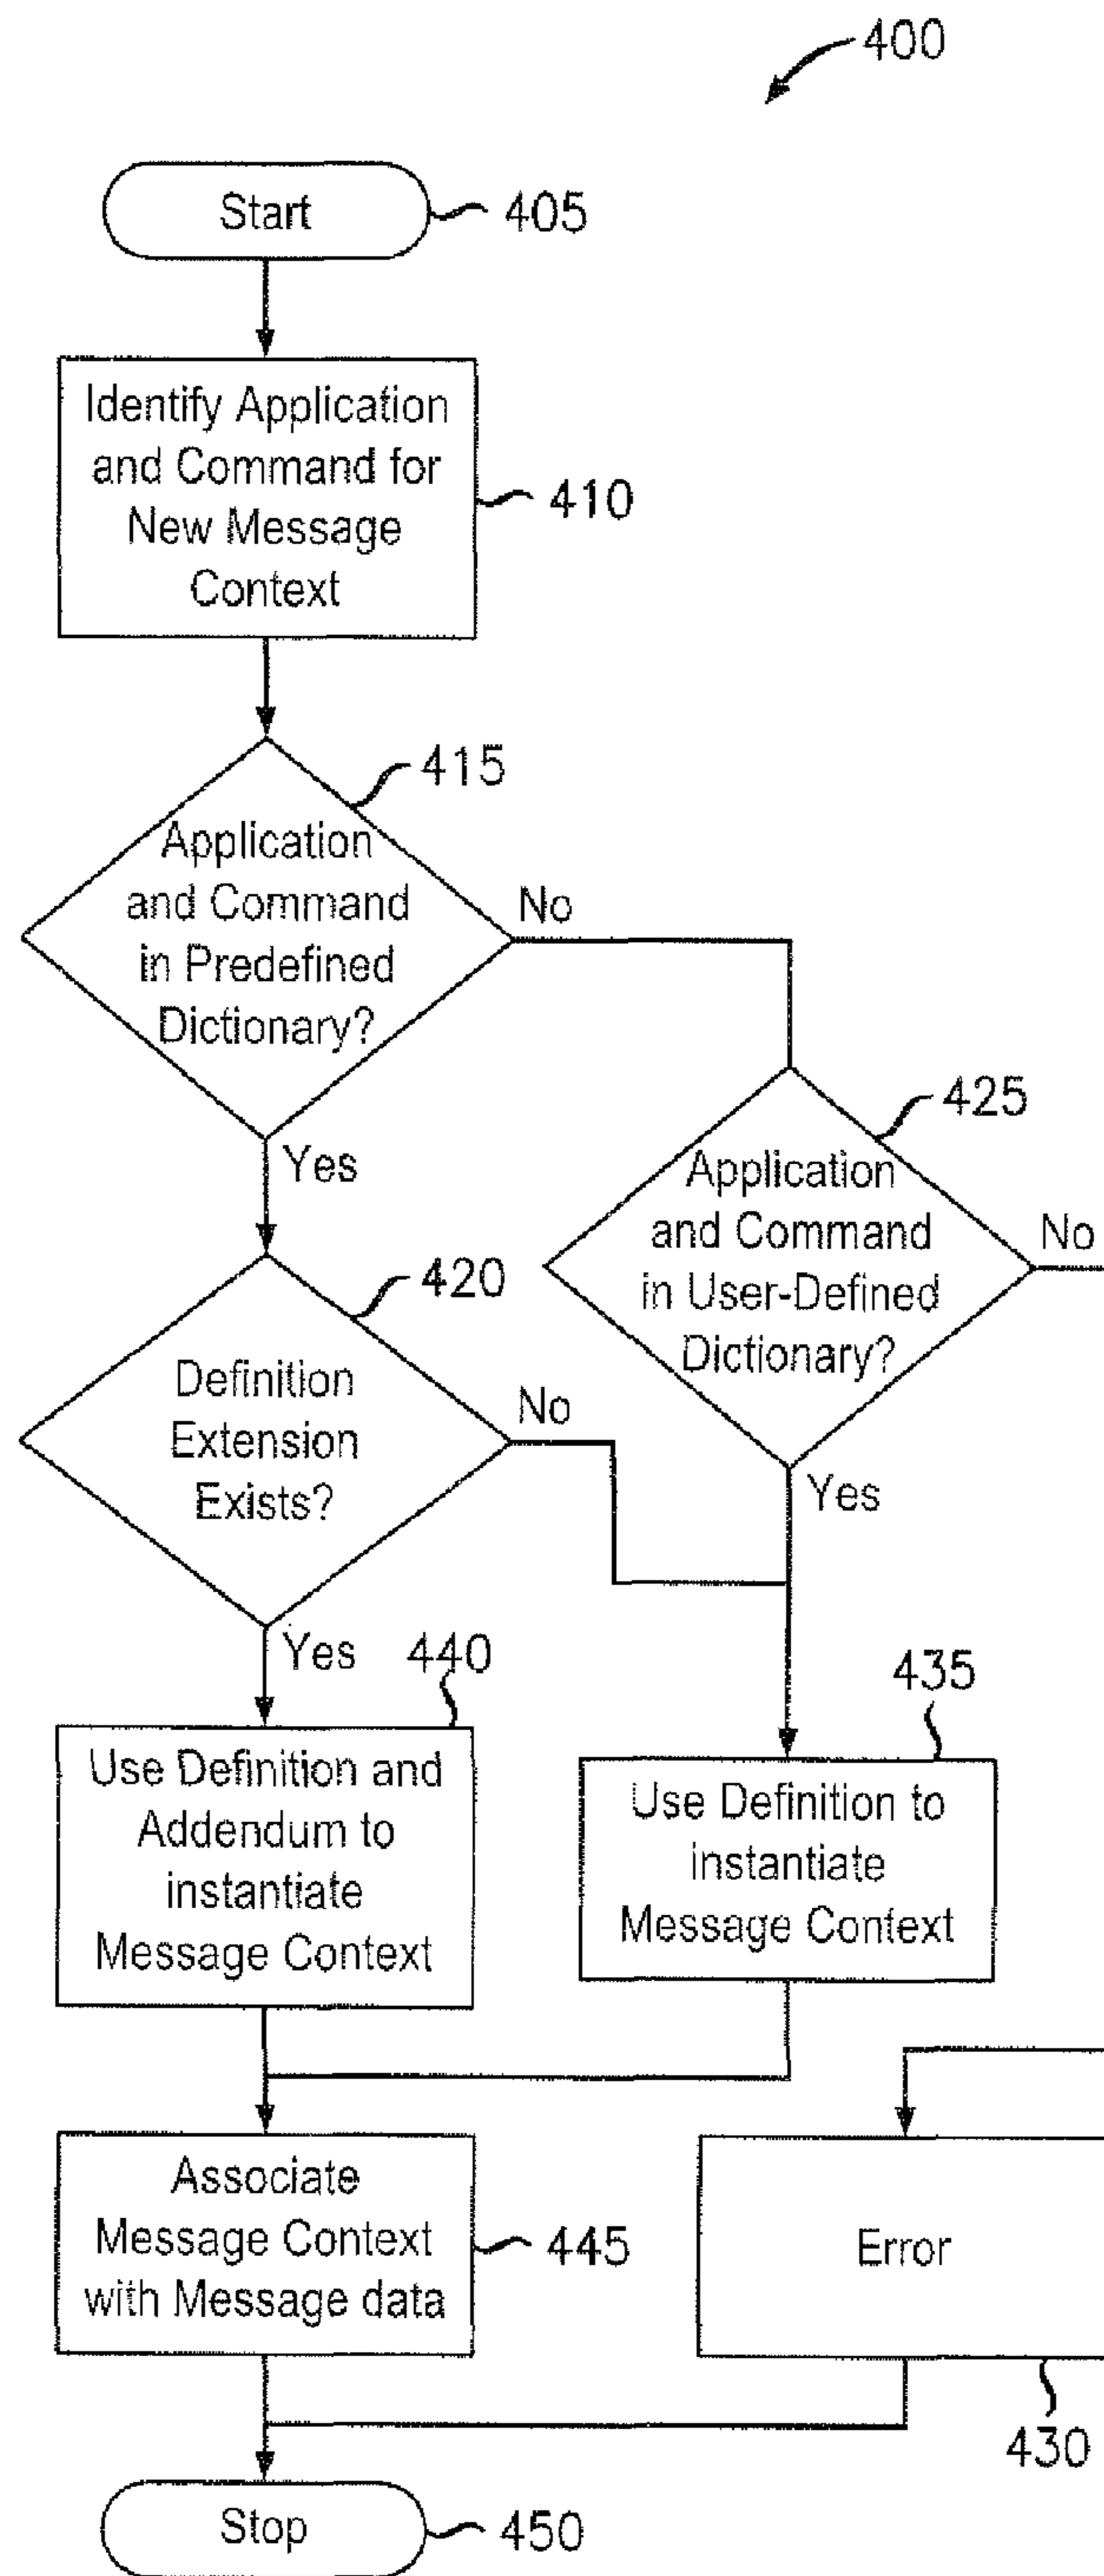 400
Start
405
Identify Application
and Command for
New Message
Context
410
415
Application
and Command
in Predefined
Dictionary?
No
Yes
425
Application
and Command
in User-Defined
Dictionary?
No
Yes
420
Definition
Extension
Exists?
No
Yes
440
Use Definition and
Addendum to
instantiate
Message Context
435
Use Definition to
instantiate
Message Context
Associate
Message Context
with Message data
445
Error
430
Stop
450